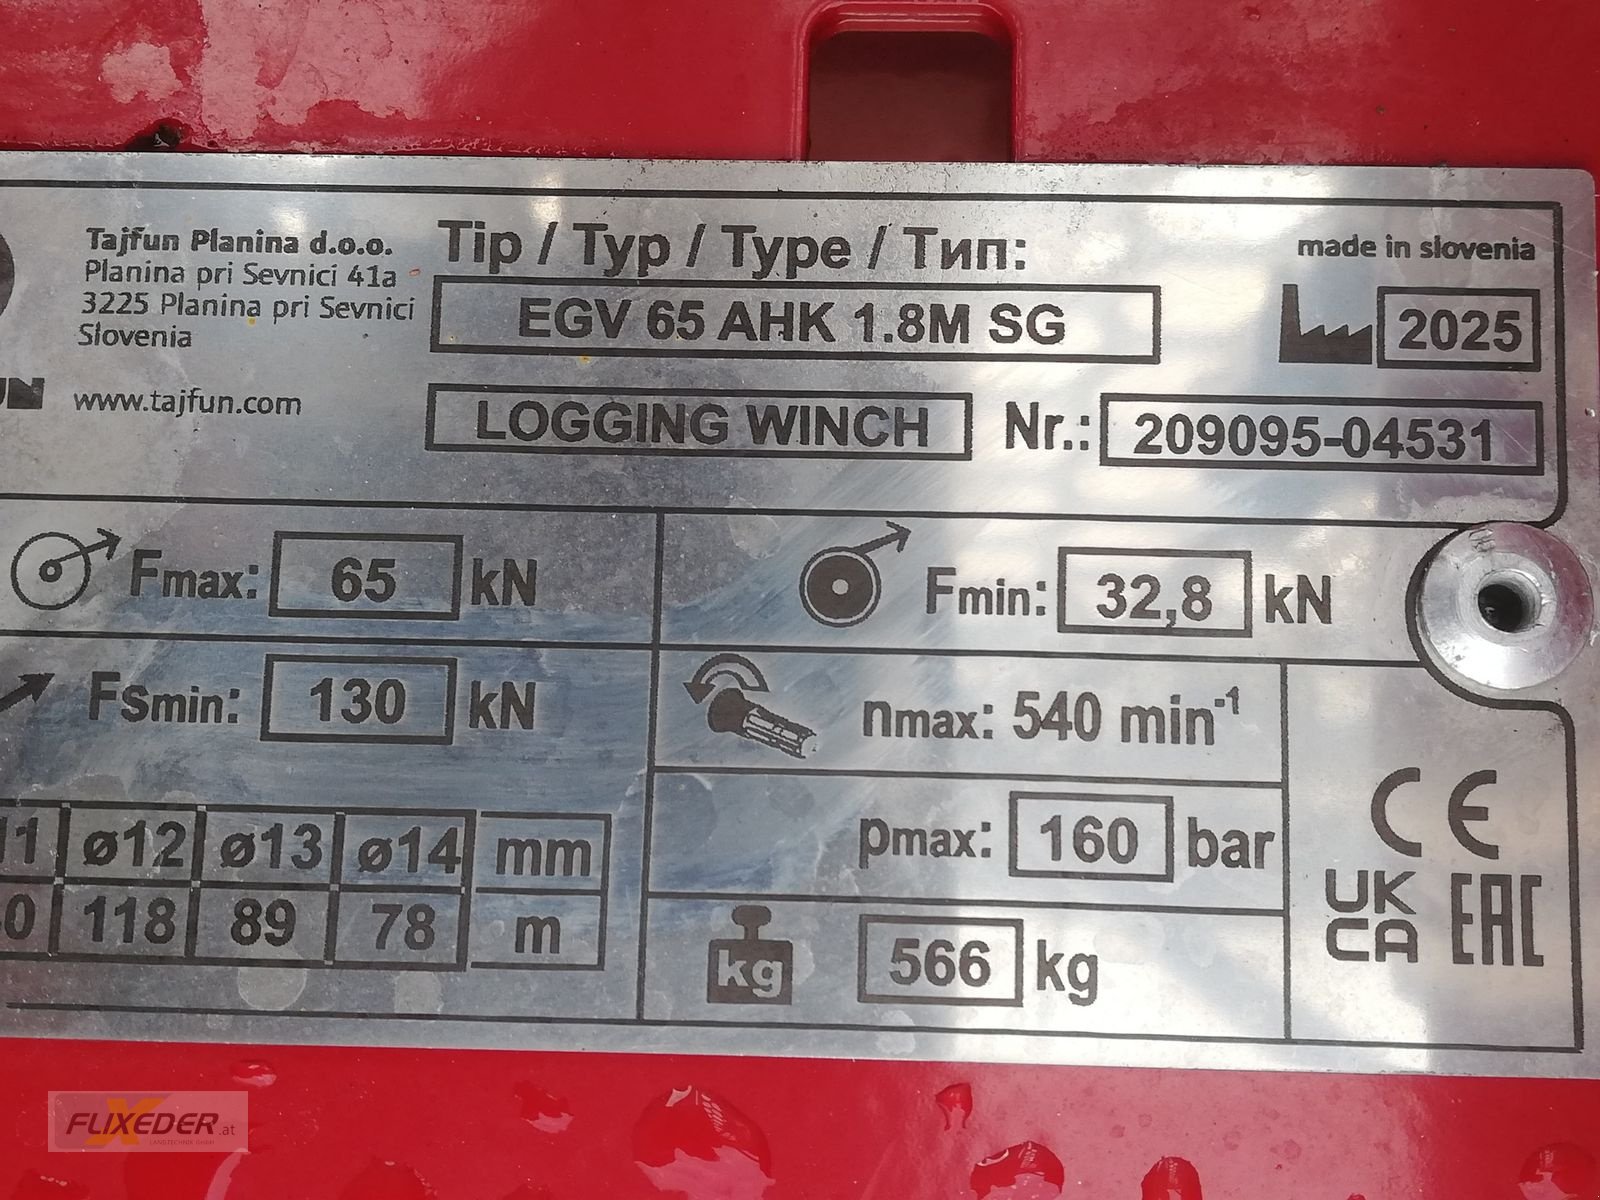 Tajfun Planina d.o.o.
Planina pri Sevnici 41a
3225 Planina pri Sevnici
Slovenia
www.tajfun.com
Tip / Typ / Type / Тип:
EGV 65 AHK 1.8M SG
made in slovenia
2025
LOGGING WINCH
Nr.: 209095-04531
Fmax: 65 kN
Fmin: 32,8 kN
FSmin: 130 kN
nmax: 540 min⁻¹
pmax: 160 bar
ø12 ø13 ø14 mm
118 89 78 m
kg 566 kg
CE
UK
CA
EAC
FLIXEDER.at
LANDTECHNIK GMBH